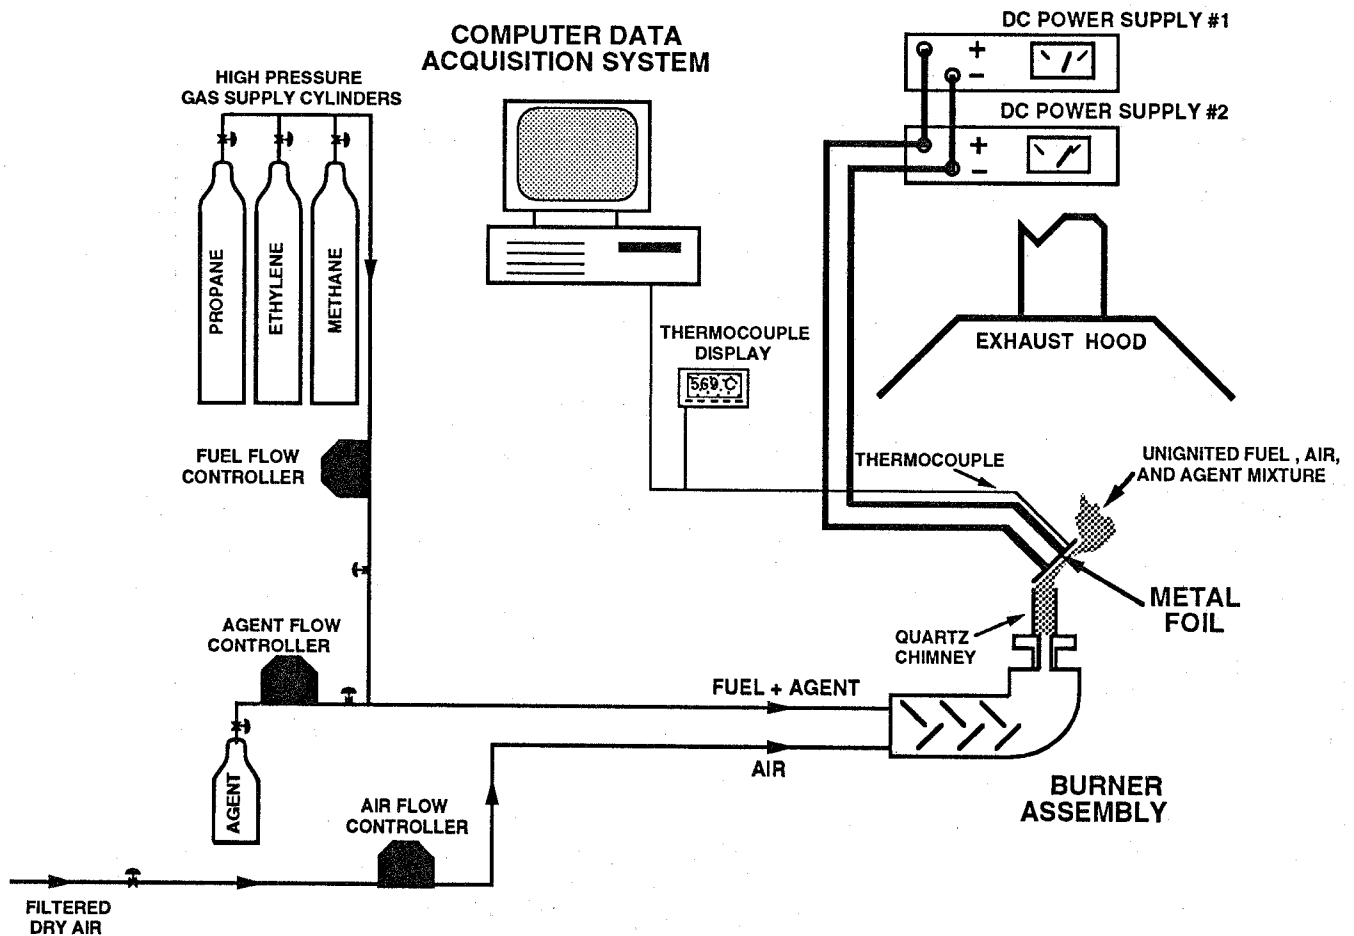 COMPUTER DATA
ACQUISITION SYSTEM
DC POWER SUPPLY #1
+
−
DC POWER SUPPLY #2
+
−
HIGH PRESSURE
GAS SUPPLY CYLINDERS
PROPANE
ETHYLENE
METHANE
THERMOCOUPLE
DISPLAY
569.C
EXHAUST HOOD
FUEL FLOW
CONTROLLER
THERMOCOUPLE
UNIGNITED FUEL , AIR,
AND AGENT MIXTURE
METAL
FOIL
AGENT FLOW
CONTROLLER
QUARTZ
CHIMNEY
FUEL + AGENT
AIR
AGENT
BURNER
ASSEMBLY
AIR FLOW
CONTROLLER
FILTERED
DRY AIR